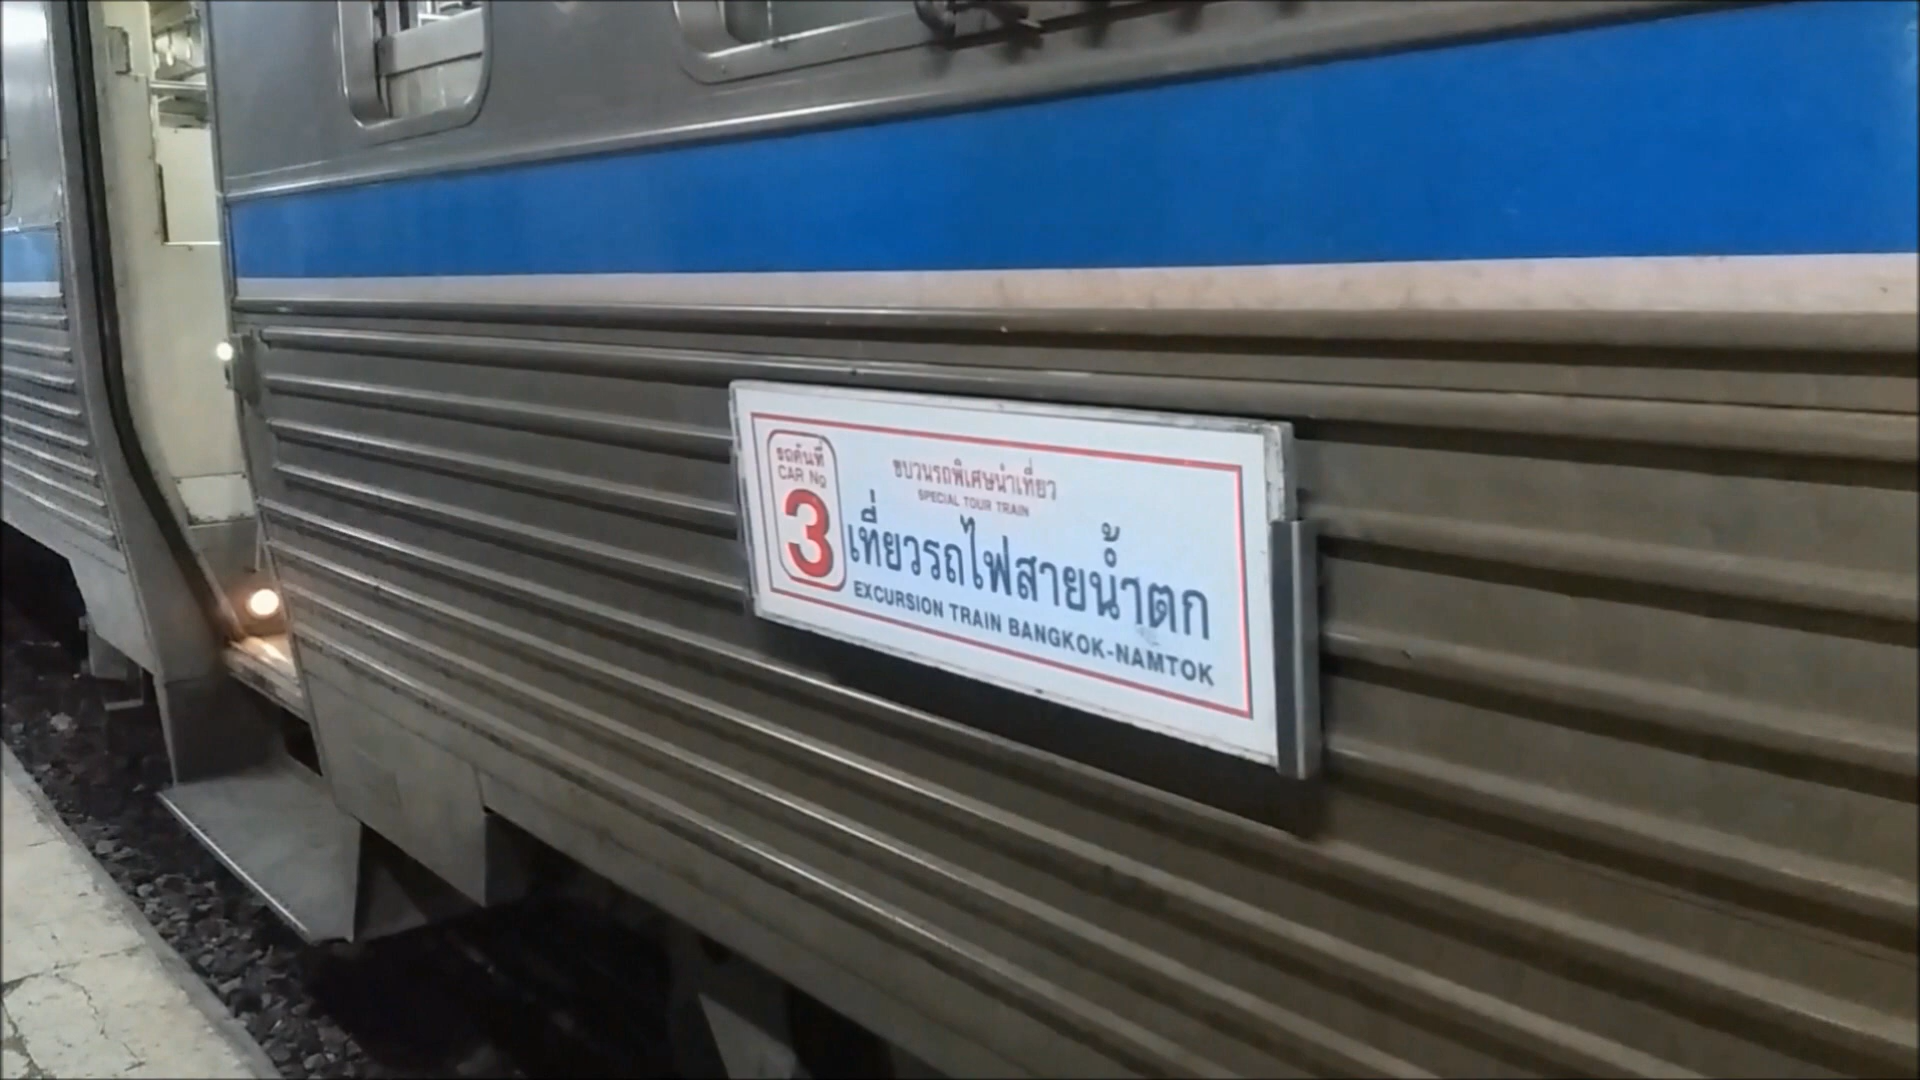 รถคันที่
CAR No
3
ขบวนรถพิเศษนำเที่ยว
SPECIAL TOUR TRAIN
เที่ยวรถไฟสายน้ำตก
EXCURSION TRAIN BANGKOK-NAMTOK